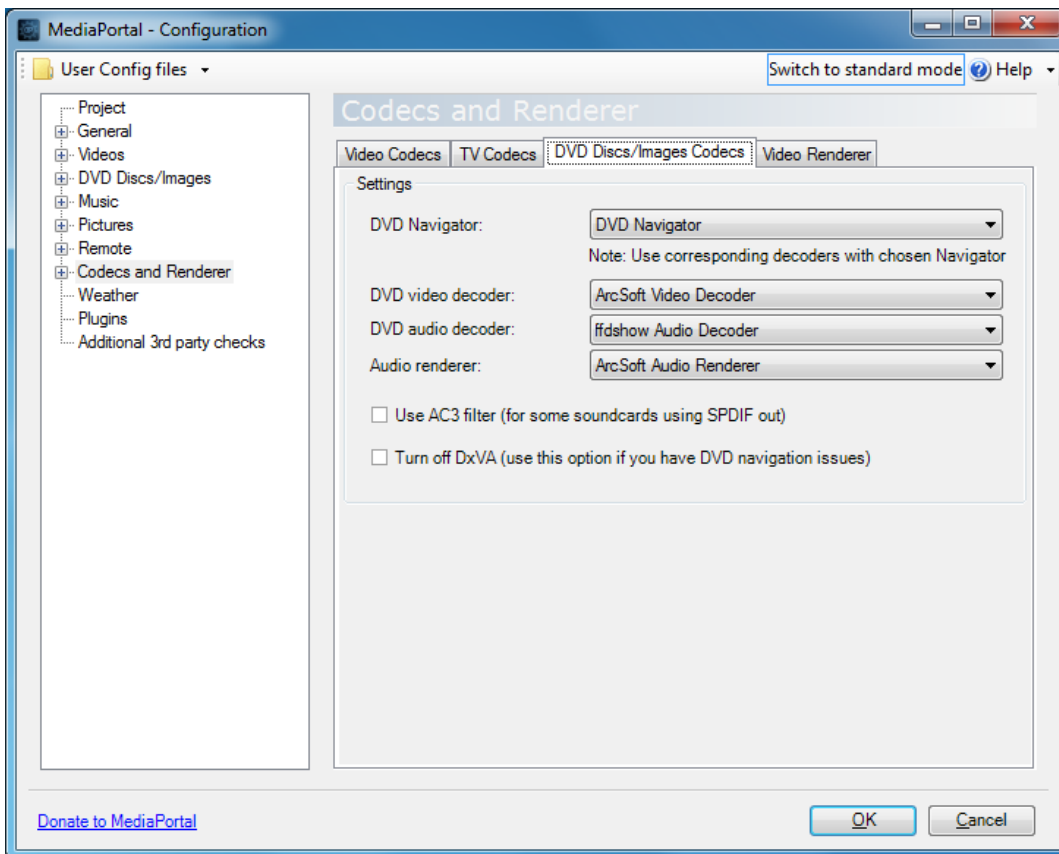 MediaPortal - Configuration
User Config files
Switch to standard mode
Help
Project
General
Videos
DVD Discs/Images
Music
Pictures
Remote
Codecs and Renderer
Weather
Plugins
Additional 3rd party checks
Codecs and Renderer
Video Codecs TV Codecs DVD Discs/Images Codecs Video Renderer
Settings
DVD Navigator: DVD Navigator
Note: Use corresponding decoders with chosen Navigator
DVD video decoder: ArcSoft Video Decoder
DVD audio decoder: ffdshow Audio Decoder
Audio renderer: ArcSoft Audio Renderer
Use AC3 filter (for some soundcards using SPDIF out)
Turn off DxVA (use this option if you have DVD navigation issues)
Donate to MediaPortal
OK Cancel